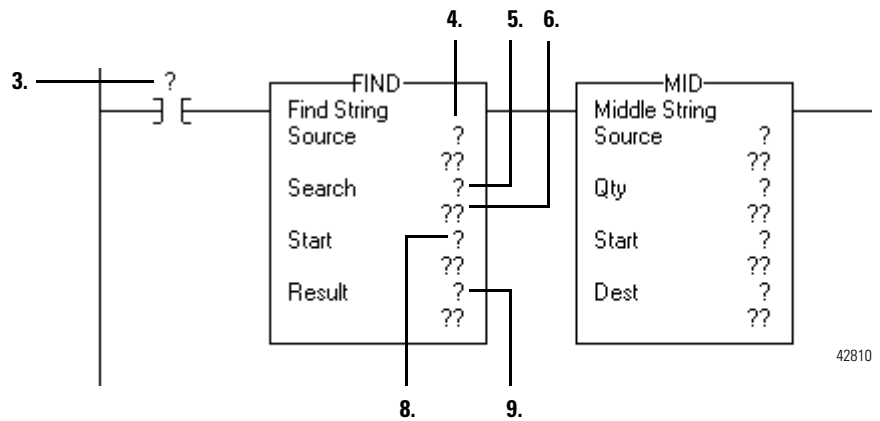 4. 5. 6.
3. ?
FIND
Find String
Source ?
??
Search ?
??
Start ?
??
Result ?
??
MID
Middle String
Source ?
??
Qty ?
??
Start ?
??
Dest ?
??
42810
8. 9.